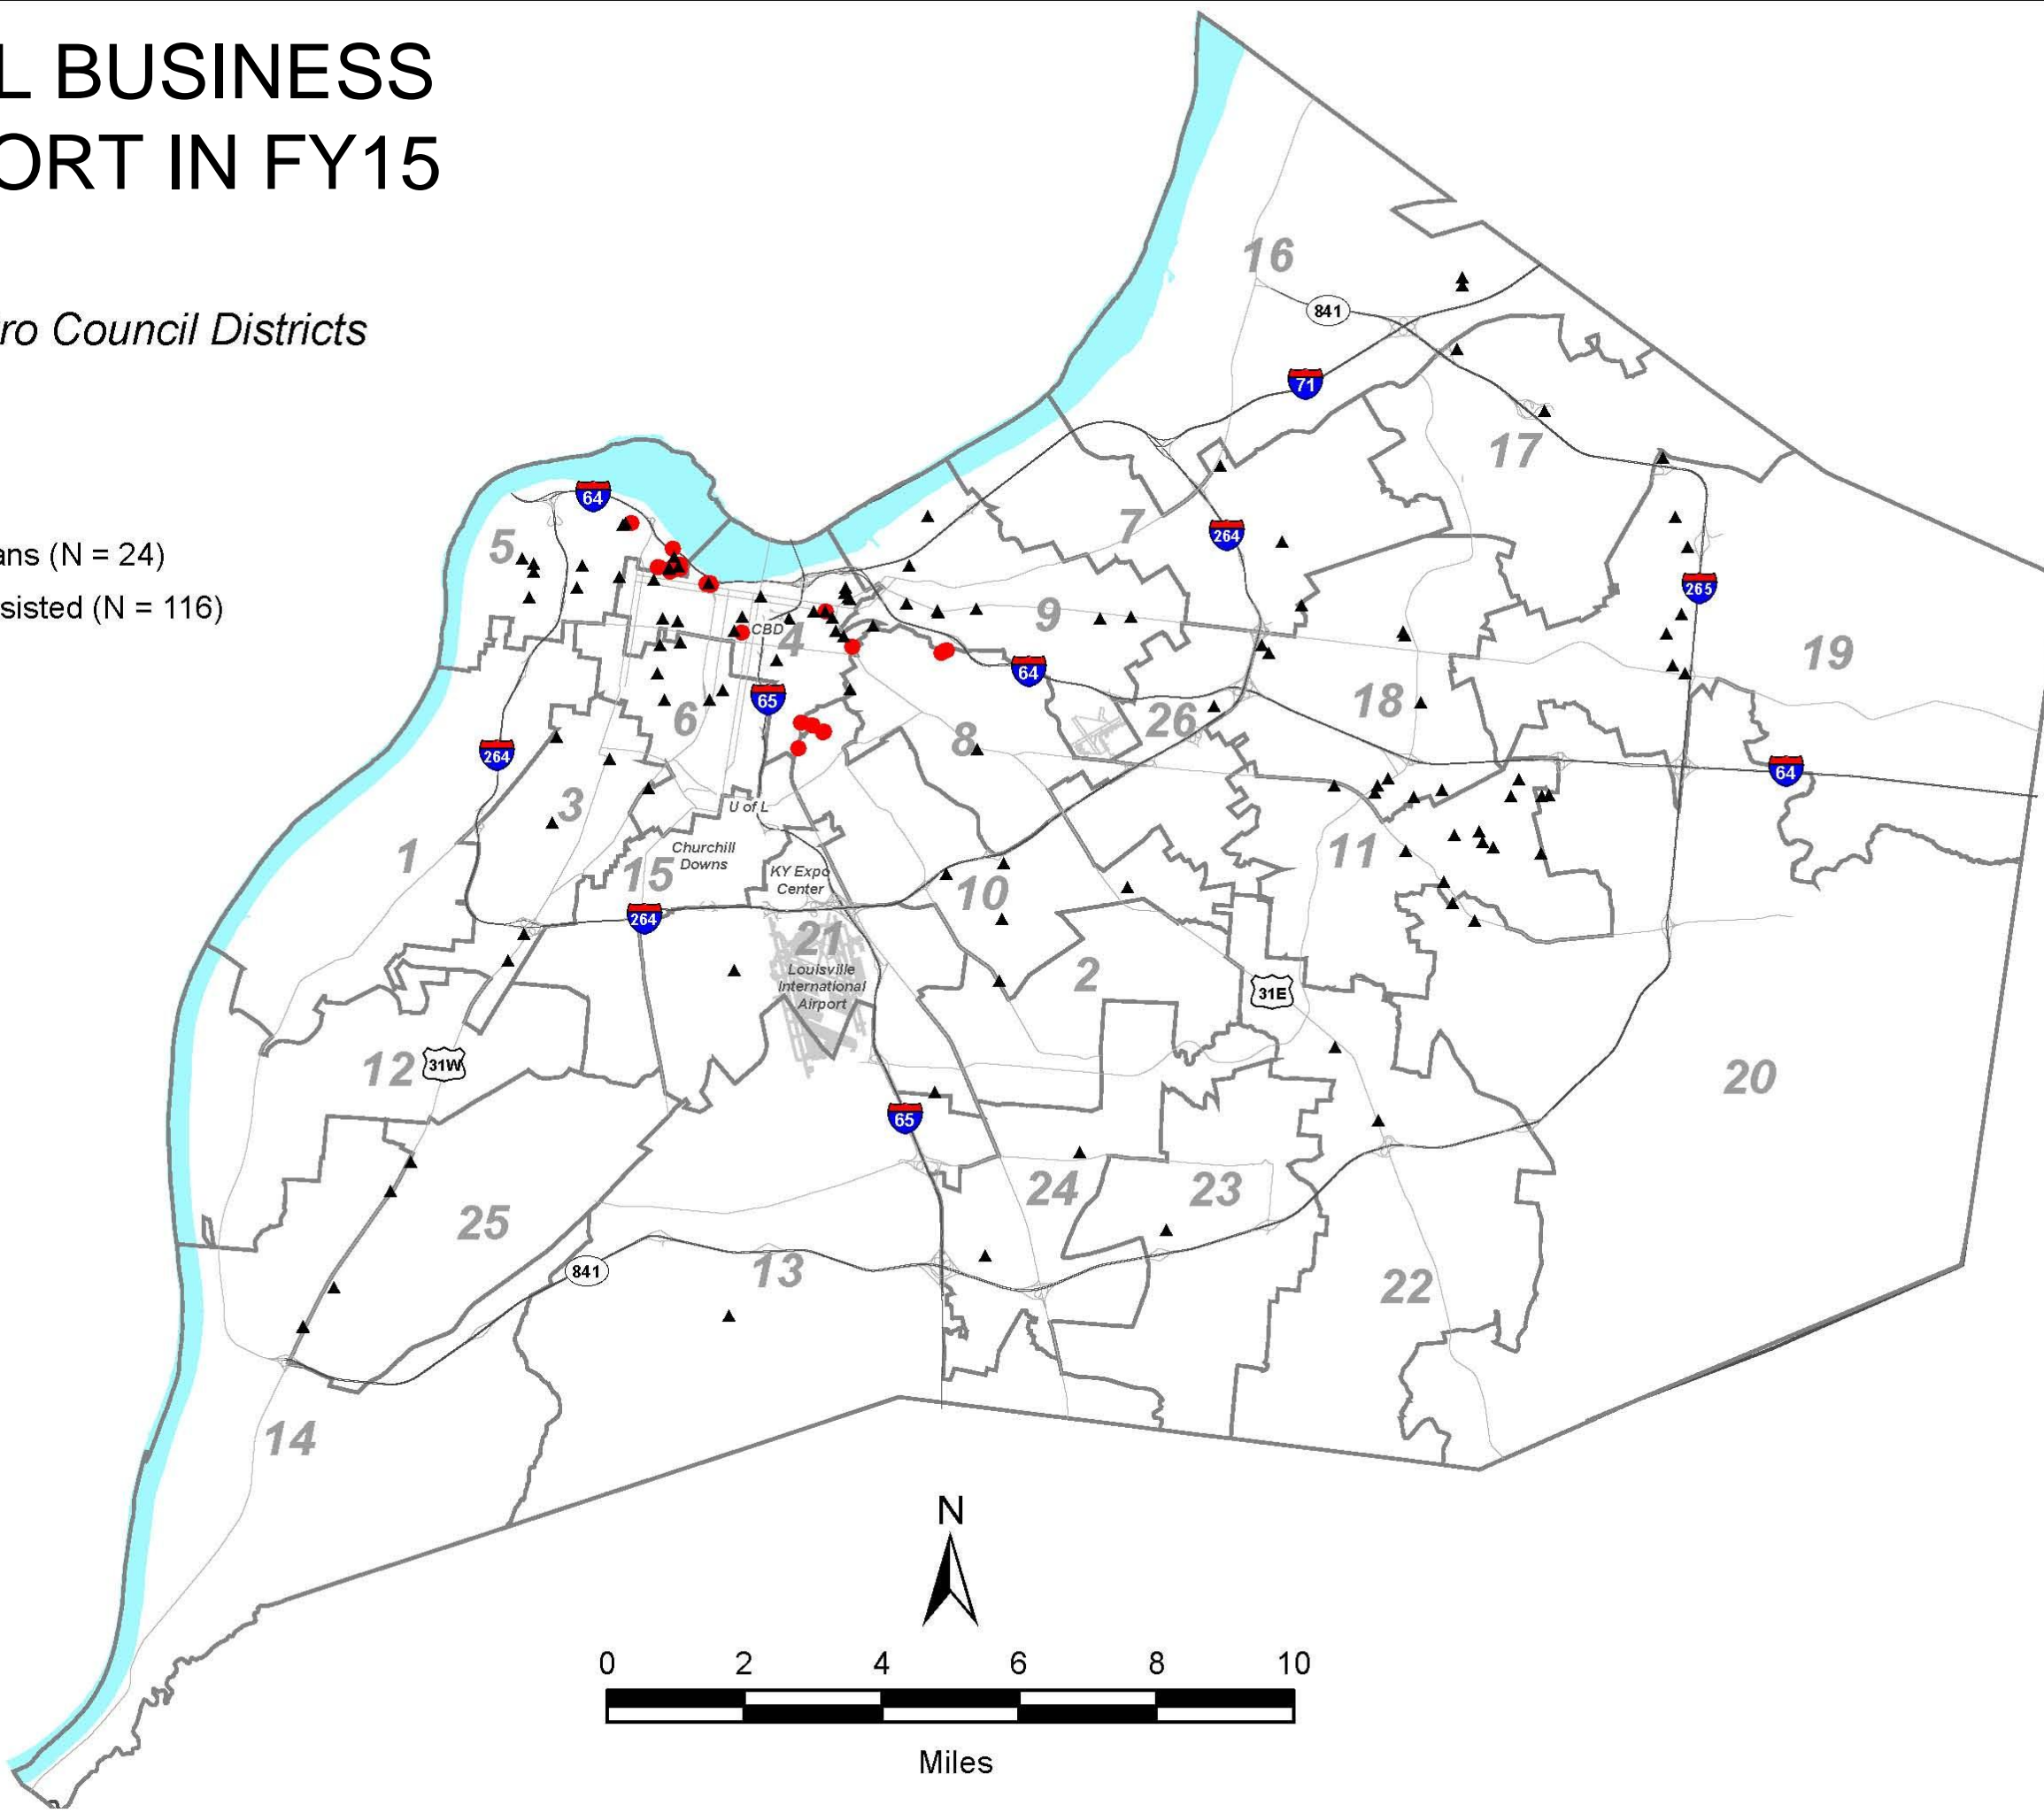 L BUSINESS
ORT IN FY15
ro Council Districts
ans (N = 24)
sisted (N = 116)
16
841
71
17
64
5
7
264
265
9
CBD
4
19
64
65
6
18
26
8
264
64
3
U of L
1
Churchill
Downs
11
15
KY Expo
Center
10
264
21
Louisville
International
Airport
2
31E
12
31W
20
65
24
23
25
841
13
22
14
N
0 2 4 6 8 10
Miles